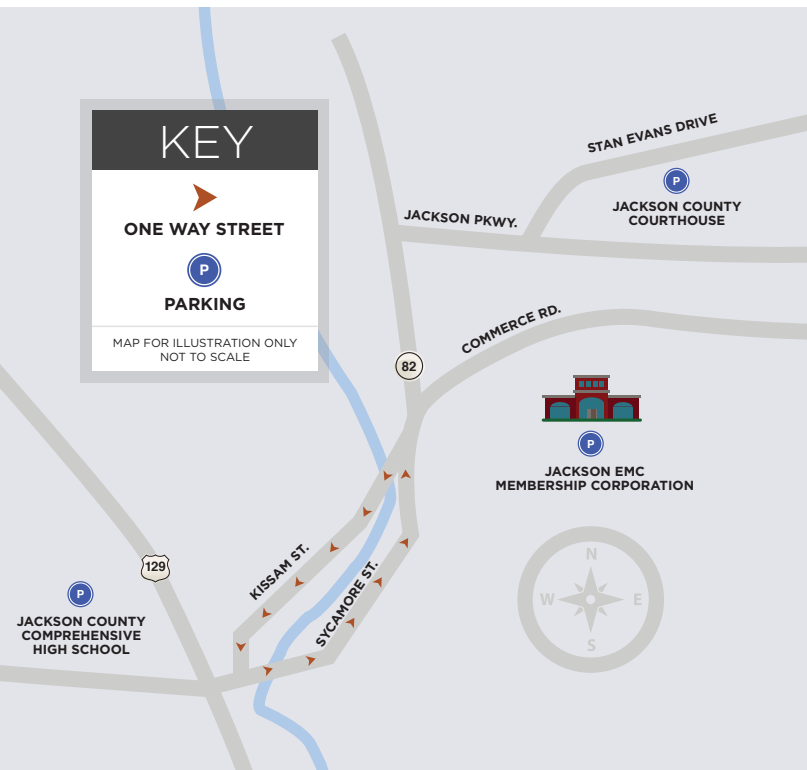 KEY
ONE WAY STREET
P
PARKING
MAP FOR ILLUSTRATION ONLY
NOT TO SCALE
STAN EVANS DRIVE
P
JACKSON COUNTY
COURTHOUSE
JACKSON PKWY.
COMMERCE RD.
82
P
JACKSON EMC
MEMBERSHIP CORPORATION
129
KISSAM ST.
SYCAMORE ST.
P
JACKSON COUNTY
COMPREHENSIVE
HIGH SCHOOL
N
W
E
S